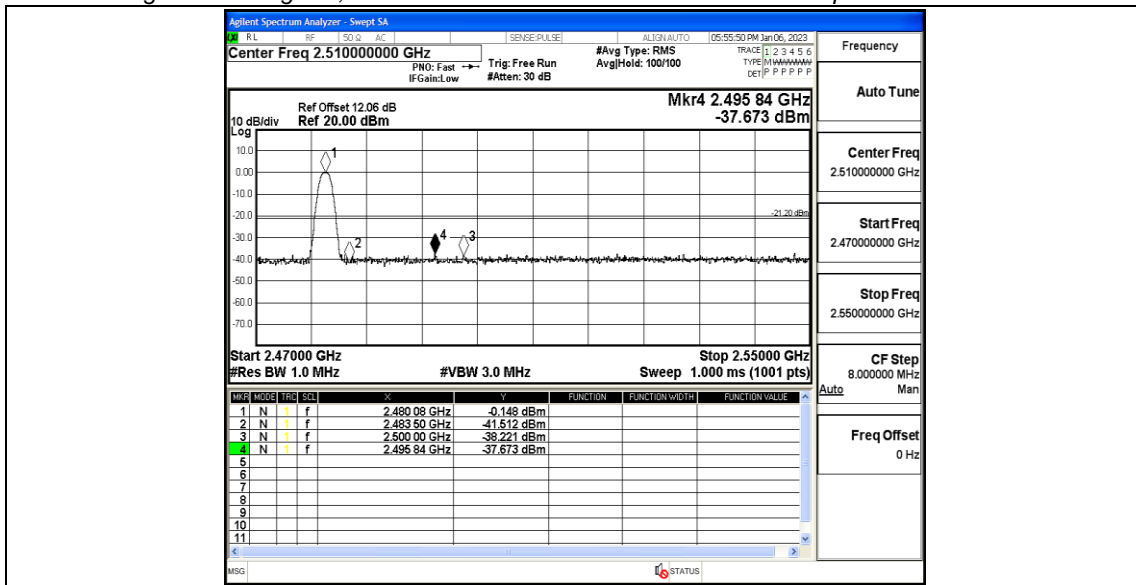 Agilent Spectrum Analyzer - Swept SA
RL RF 50 Ω AC SENSE:PULSE ALIGNAUTO 05:55:50 PM Jan 06, 2023
Center Freq 2.510000000 GHz
PNO: Fast
IFGain:Low
Trig: Free Run
#Atten: 30 dB
#Avg Type: RMS
Avg|Hold: 100/100
TRACE 1 2 3 4 5 6
TYPE M
DET P P P P P P
Frequency
Auto Tune
Center Freq
2.510000000 GHz
Start Freq
2.470000000 GHz
Stop Freq
2.550000000 GHz
CF Step
8.000000 MHz
Auto Man
Freq Offset
0 Hz
Mkr4 2.495 84 GHz
-37.673 dBm
Ref Offset 12.06 dB
10 dB/div Ref 20.00 dBm
Log
10.0
0.00
-10.0
-20.0
-30.0
-40.0
-50.0
-60.0
-70.0
1
2
4
3
-21.20 dBm
Start 2.47000 GHz Stop 2.55000 GHz
#Res BW 1.0 MHz #VBW 3.0 MHz Sweep 1.000 ms (1001 pts)
MKR MODE TRC SCL X Y FUNCTION FUNCTION WIDTH FUNCTION VALUE
1 N 1 f 2.480 08 GHz -0.148 dBm
2 N 1 f 2.483 50 GHz -41.512 dBm
3 N 1 f 2.500 00 GHz -38.221 dBm
4 N 1 f 2.495 84 GHz -37.673 dBm
5
6
7
8
9
10
11
MSG STATUS